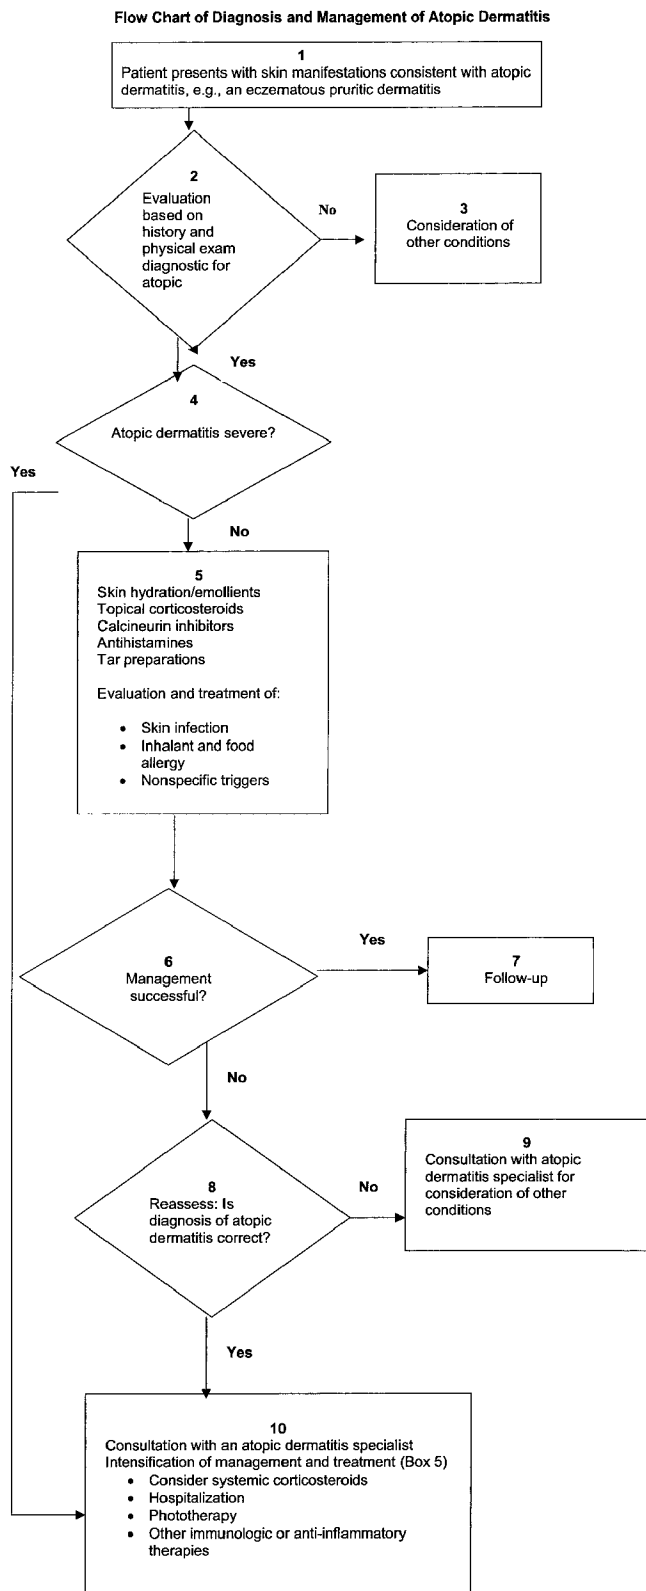 Flow Chart of Diagnosis and Management of Atopic Dermatitis
1
Patient presents with skin manifestations consistent with atopic
dermatitis, e.g., an eczematous pruritic dermatitis
2
Evaluation
based on
history and
physical exam
diagnostic for
atopic
No
3
Consideration of
other conditions
Yes
4
Atopic dermatitis severe?
Yes
No
5
Skin hydration/emollients
Topical corticosteroids
Calcineurin inhibitors
Antihistamines
Tar preparations
Evaluation and treatment of:
• Skin infection
• Inhalant and food
allergy
• Nonspecific triggers
6
Management
successful?
Yes
7
Follow-up
No
8
Reassess: Is
diagnosis of atopic
dermatitis correct?
No
9
Consultation with atopic
dermatitis specialist for
consideration of other
conditions
Yes
10
Consultation with an atopic dermatitis specialist
Intensification of management and treatment (Box 5)
• Consider systemic corticosteroids
• Hospitalization
• Phototherapy
• Other immunologic or anti-inflammatory
therapies